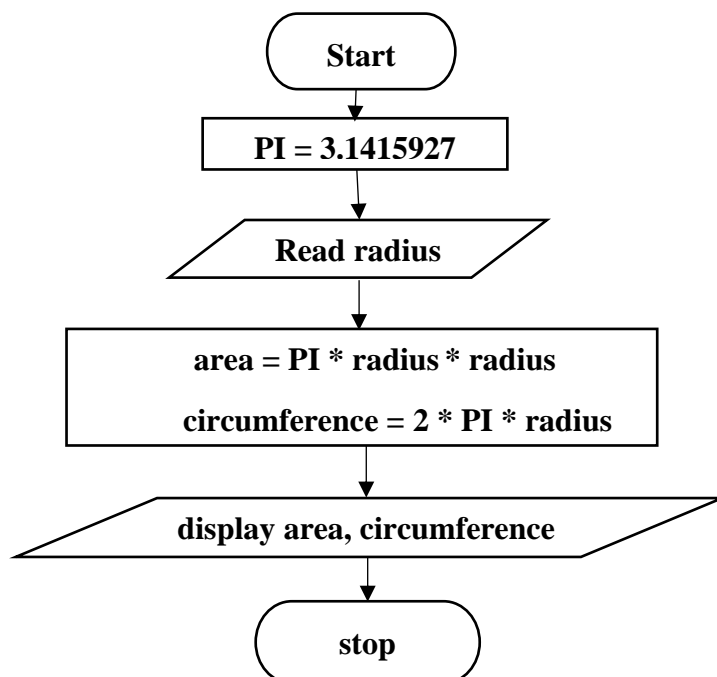 Start
PI = 3.1415927
Read radius
area = PI * radius * radius
circumference = 2 * PI * radius
display area, circumference
stop